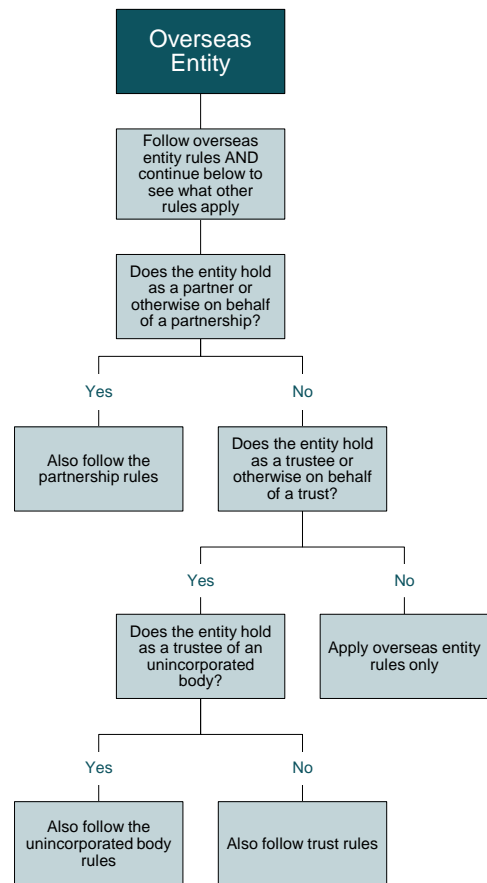 Overseas
Entity
Follow overseas
entity rules AND
continue below to
see what other
rules apply
Does the entity hold
as a partner or
otherwise on behalf
of a partnership?
Yes
No
Also follow the
partnership rules
Does the entity hold
as a trustee or
otherwise on behalf
of a trust?
Yes
No
Does the entity hold
as a trustee of an
unincorporated
body?
Apply overseas entity
rules only
Yes
No
Also follow the
unincorporated body
rules
Also follow trust rules